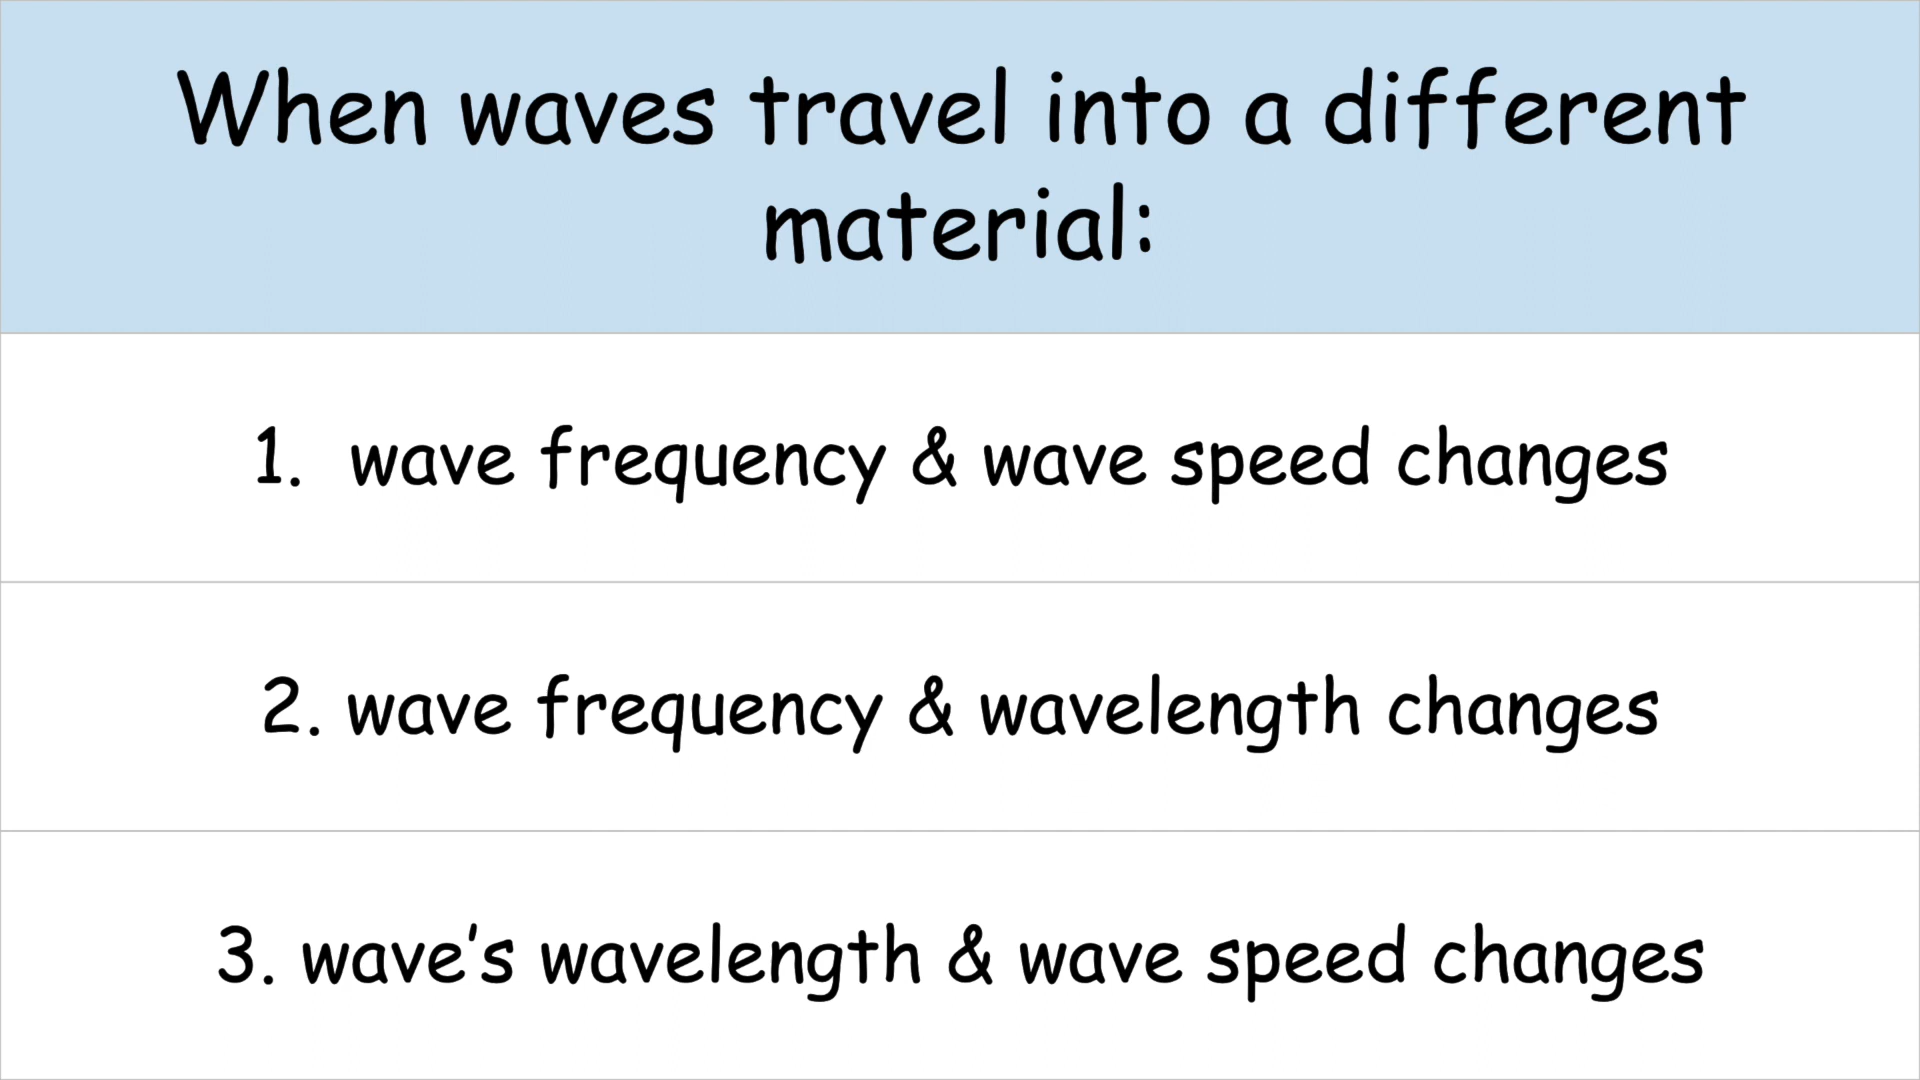 When waves travel into a different
material:
1. wave frequency & wave speed changes
2. wave frequency & wavelength changes
3. wave's wavelength & wave speed changes